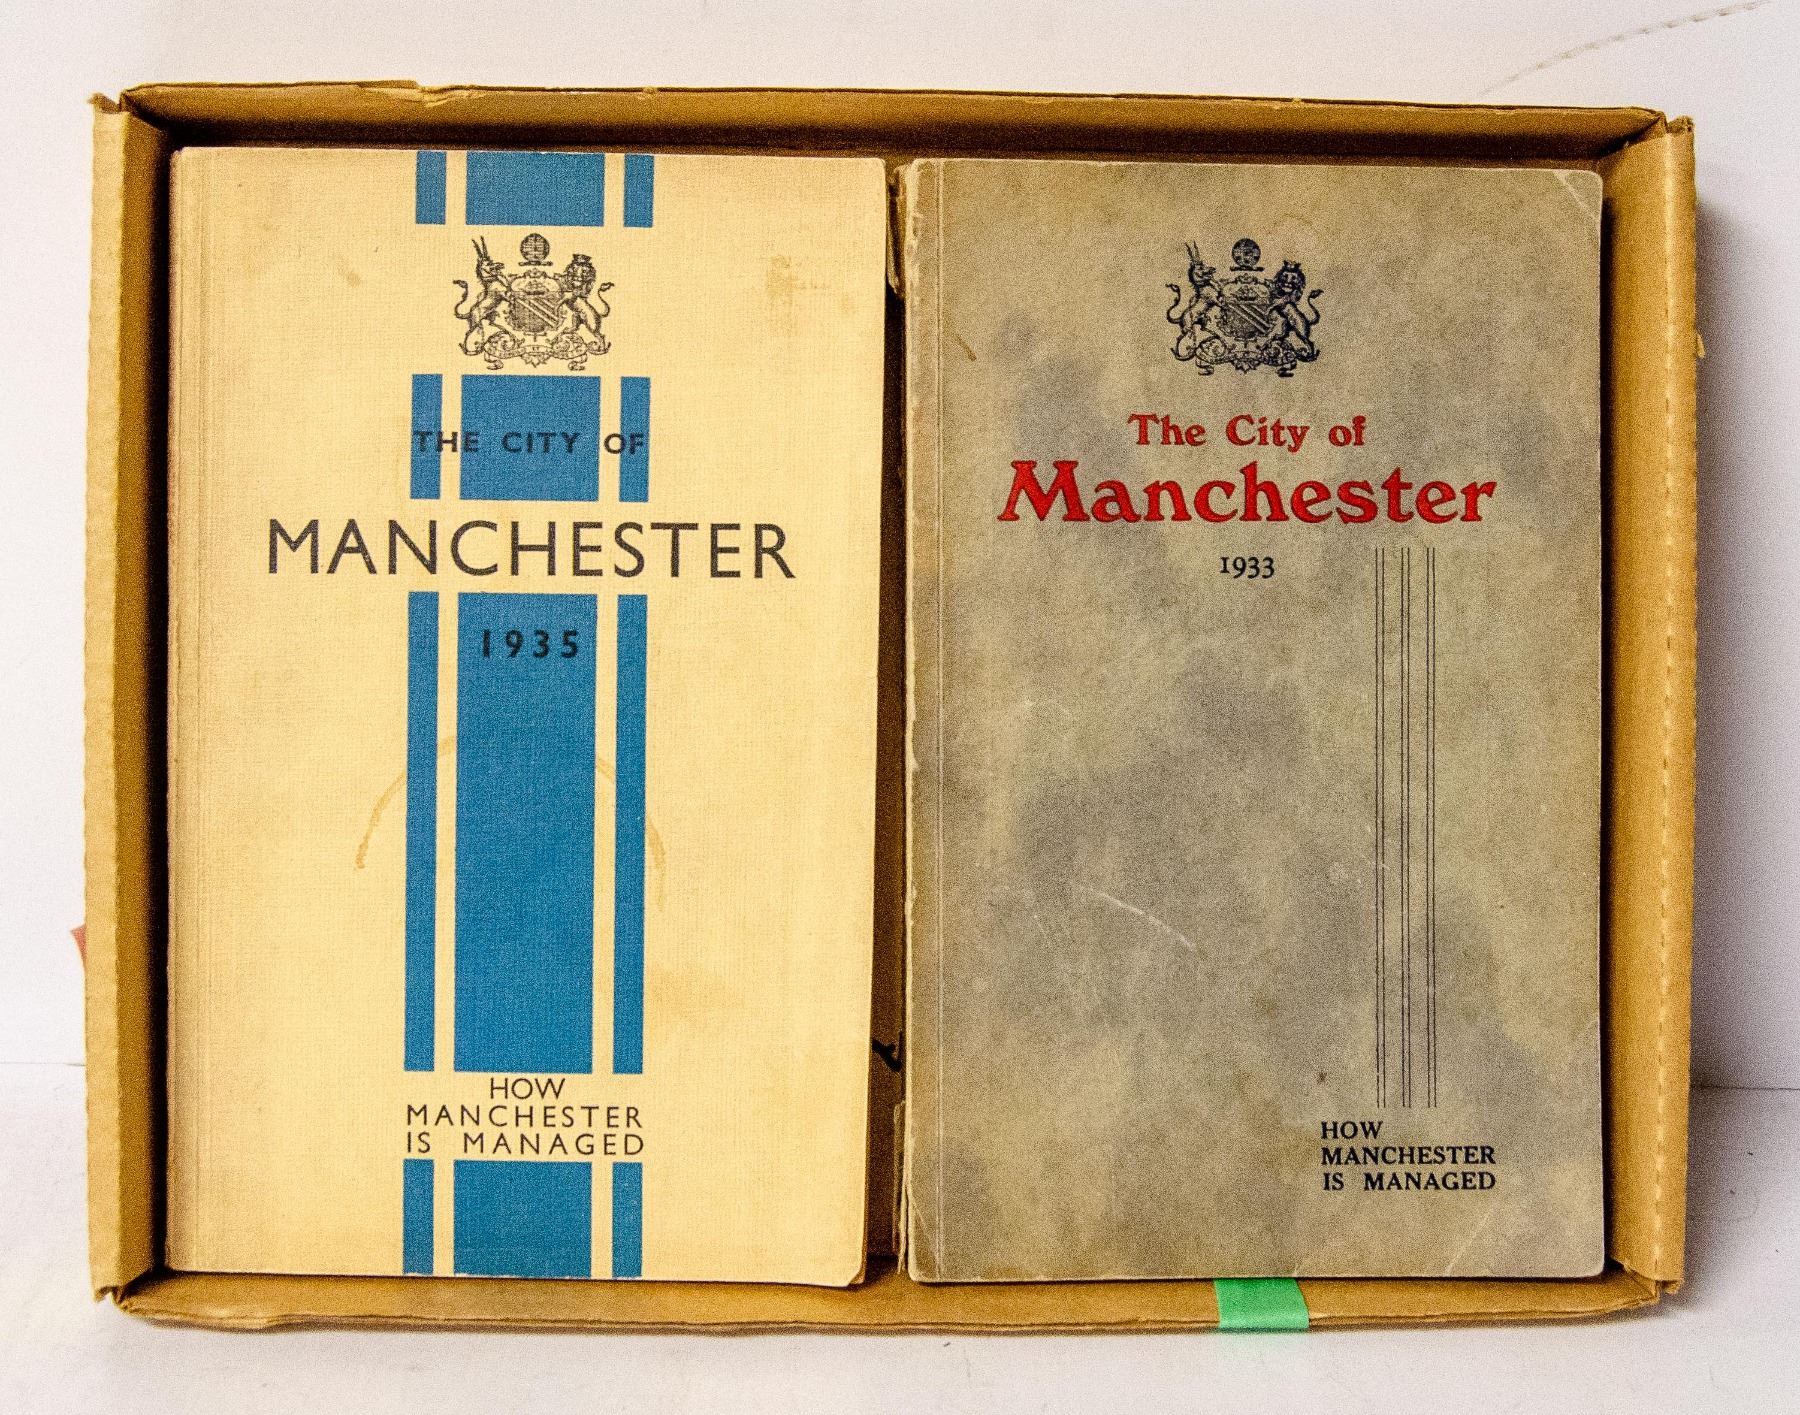 THE CITY OF
MANCHESTER
1935
HOW
MANCHESTER
IS MANAGED
The City of
Manchester
1933
HOW
MANCHESTER
IS MANAGED